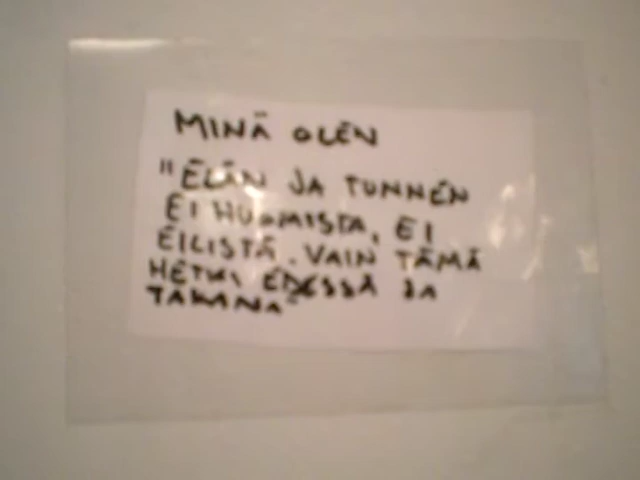 MINÄ OLEN
"ELÄN JA TUNNEN
EI HUOMISTA, EI
EILISTÄ. VAIN TÄMÄ
HETKI EDESSÄ JA
TAKANA"